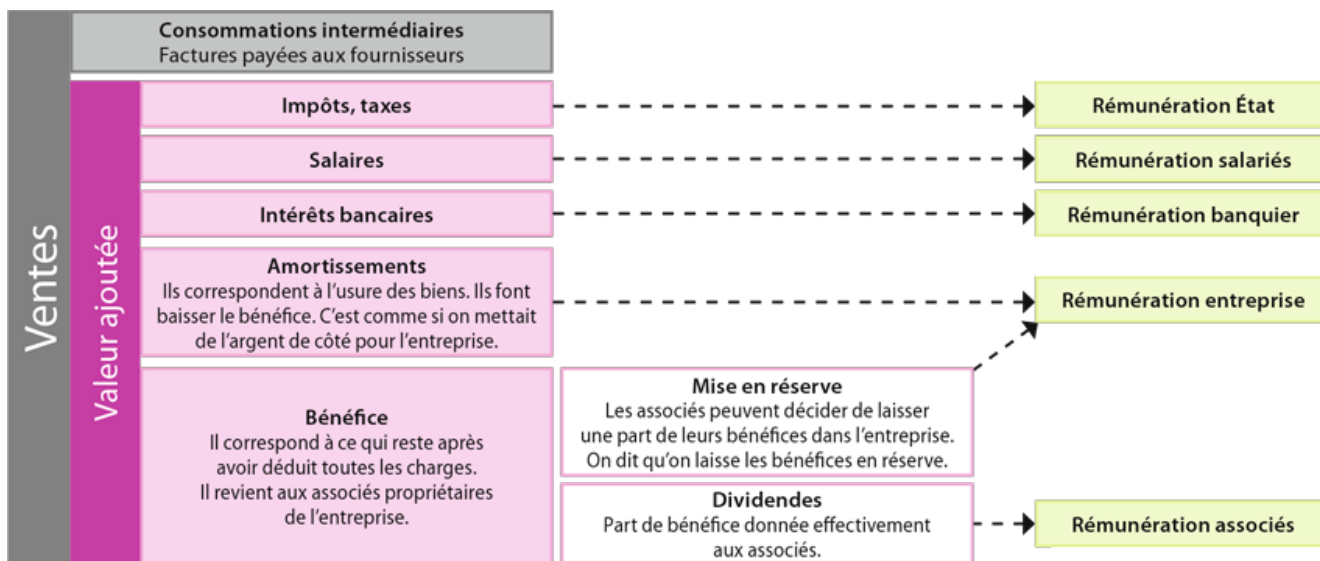 Ventes
Consommations intermédiaires
Factures payées aux fournisseurs
Valeur ajoutée
Impôts, taxes
Rémunération État
Salaires
Rémunération salariés
Intérêts bancaires
Rémunération banquier
Amortissements
Ils correspondent à l'usure des biens. Ils font
baisser le bénéfice. C'est comme si on mettait
de l'argent de côté pour l'entreprise.
Rémunération entreprise
Bénéfice
Il correspond à ce qui reste après
avoir déduit toutes les charges.
Il revient aux associés propriétaires
de l'entreprise.
Mise en réserve
Les associés peuvent décider de laisser
une part de leurs bénéfices dans l'entreprise.
On dit qu'on laisse les bénéfices en réserve.
Dividendes
Part de bénéfice donnée effectivement
aux associés.
Rémunération associés